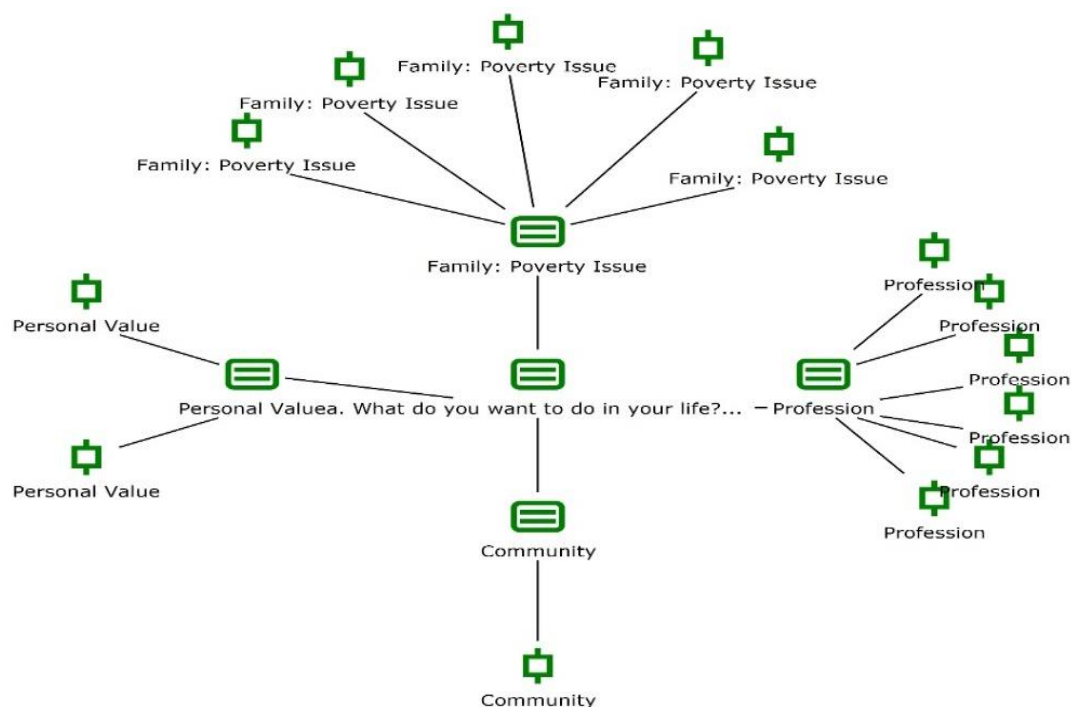 Family: Poverty Issue
Family: Poverty Issue
Family: Poverty Issue
Family: Poverty Issue
Family: Poverty Issue
Family: Poverty Issue
Profession
Profession
Profession
Profession
Profession
Profession
Personal Value
Personal Valuea. What do you want to do in your life?... – Profession
Personal Value
Community
Community